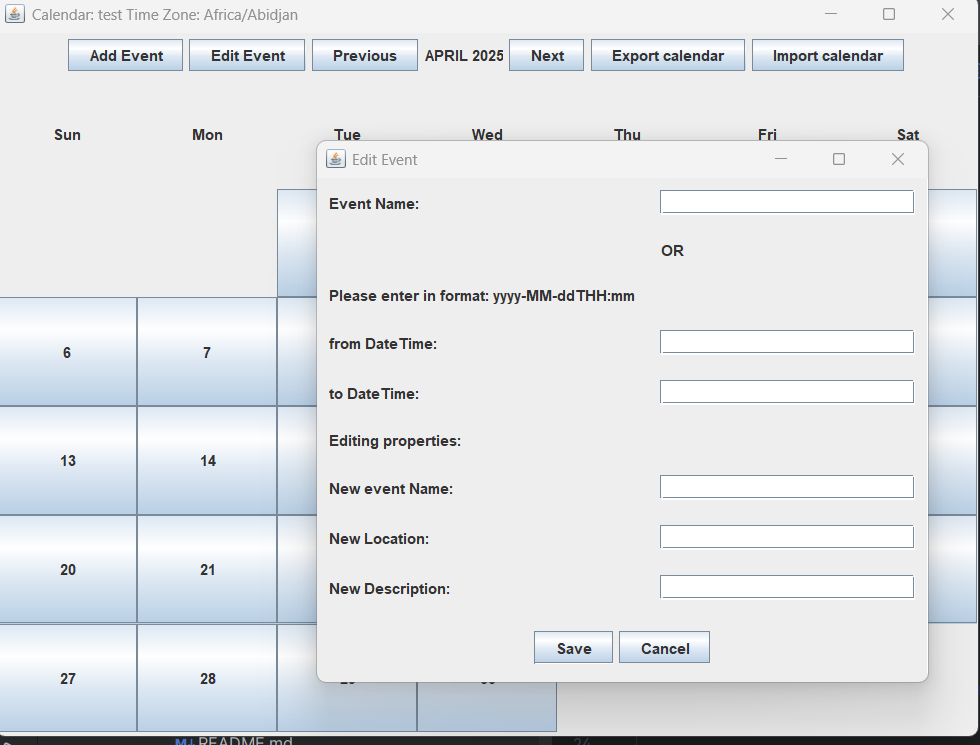 Calendar: test Time Zone: Africa/Abidjan
Add Event Edit Event Previous APRIL 2025 Next Export calendar Import calendar
Sun Mon Tue Wed Thu Fri Sat
Edit Event
Event Name:
OR
Please enter in format: yyyy-MM-ddTHH:mm
from DateTime:
to DateTime:
Editing properties:
New event Name:
New Location:
New Description:
Save Cancel
6 7
13 14
20 21
27 28
README.md